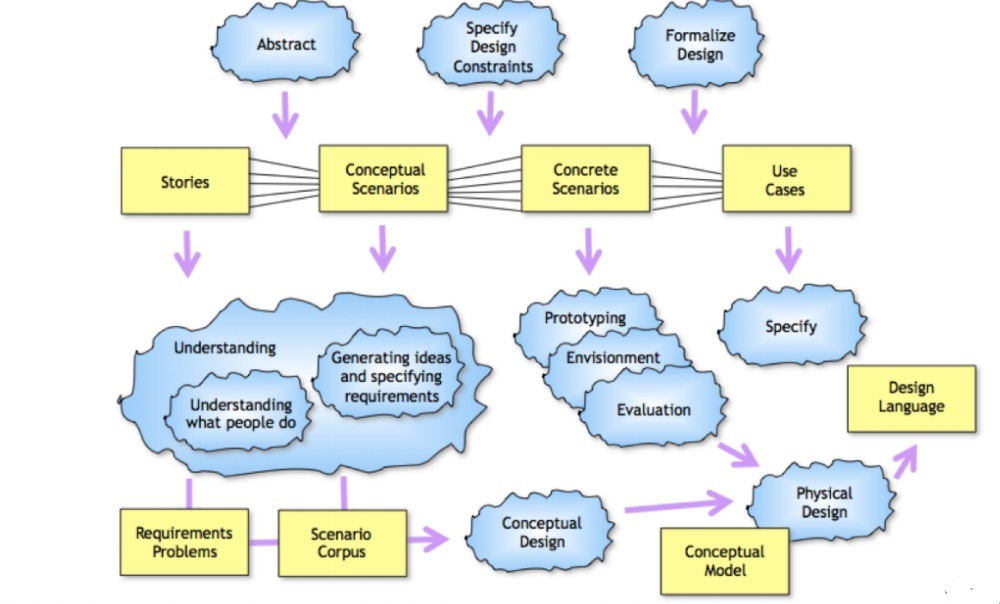 Abstract
Specify
Design
Constraints
Formalize
Design
Stories
Conceptual
Scenarios
Concrete
Scenarios
Use
Cases
Understanding
Understanding
what people do
Generating ideas
and specifying
requirements
Prototyping
Envisionment
Evaluation
Specify
Design
Language
Requirements
Problems
Scenario
Corpus
Conceptual
Design
Physical
Design
Conceptual
Model